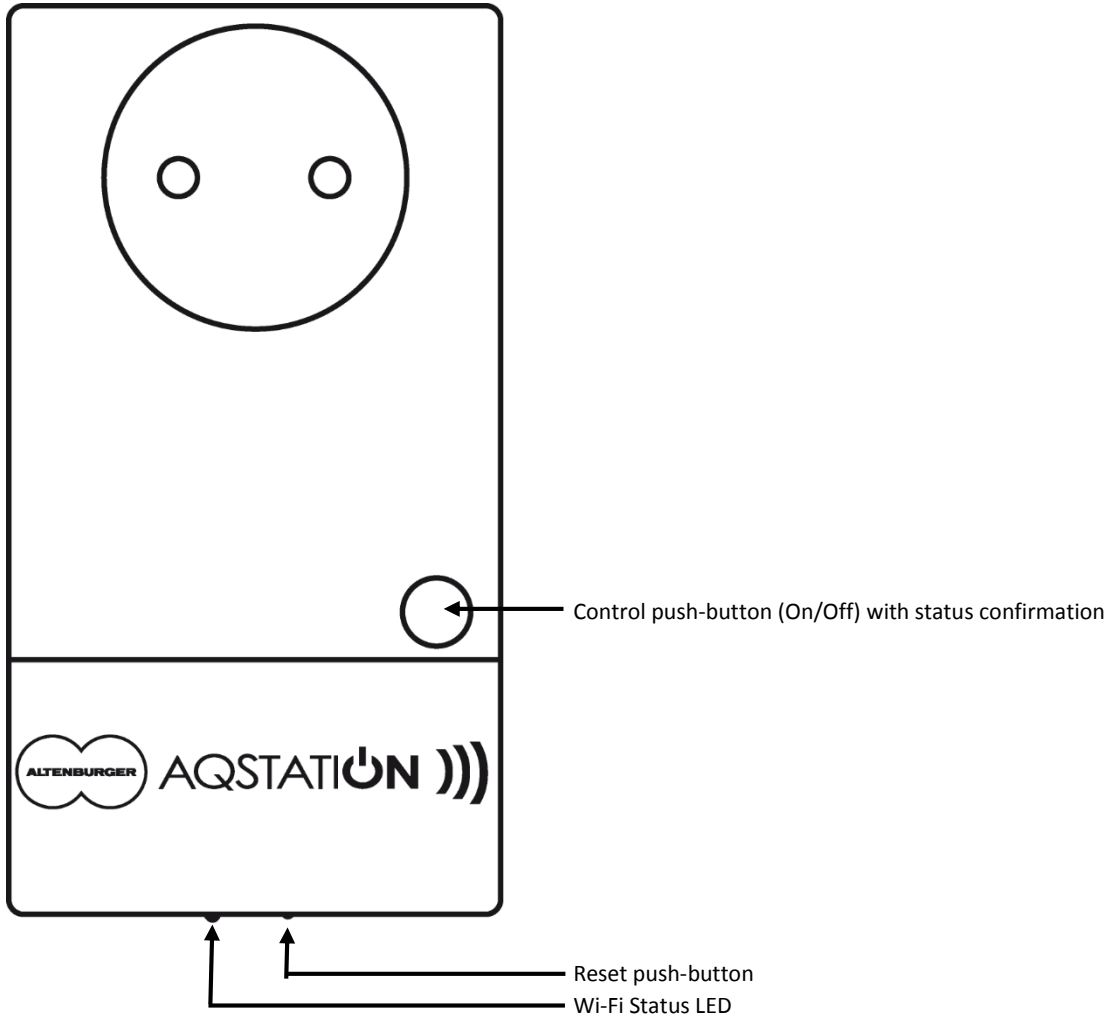 Control push-button (On/Off) with status confirmation
ALTENBURGER AQSTATION
Reset push-button
Wi-Fi Status LED